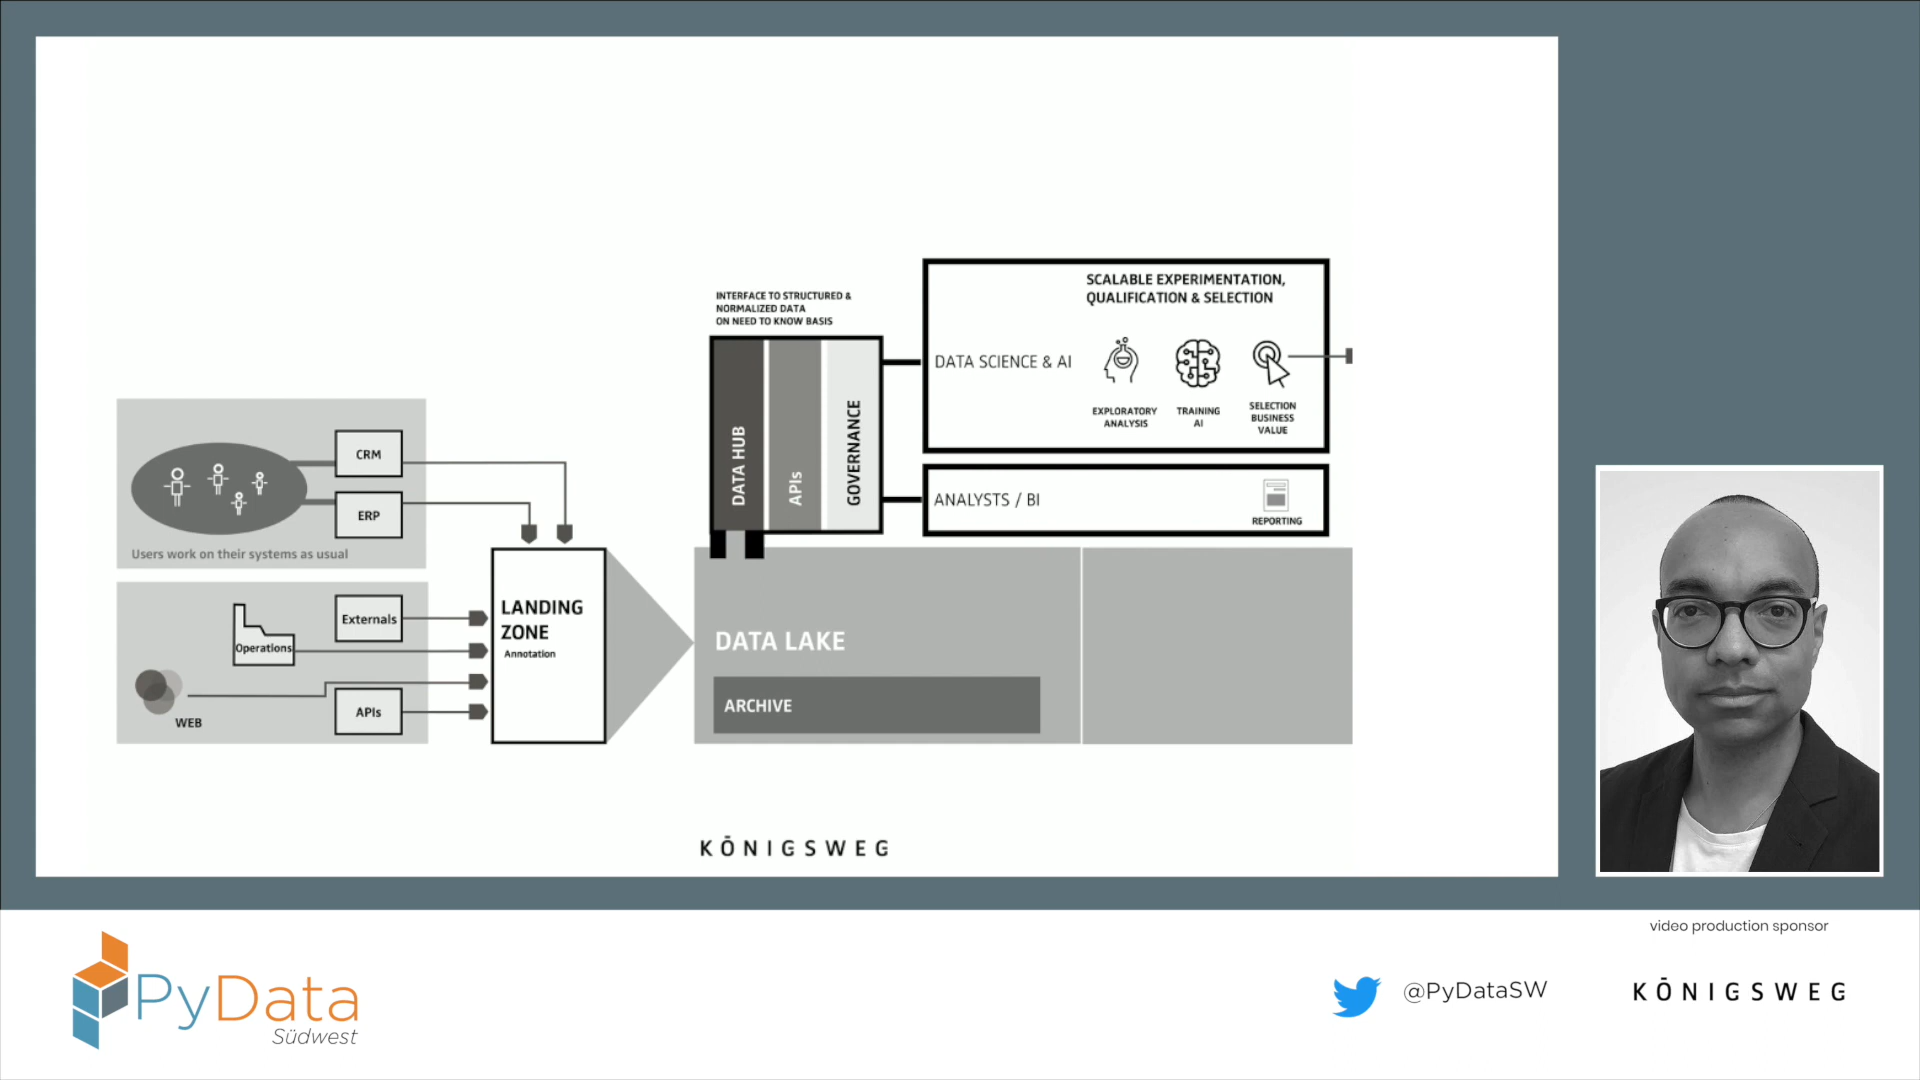 INTERFACE TO STRUCTURED &
NORMALIZED DATA
ON NEED TO KNOW BASIS
DATA HUB
APIs
GOVERNANCE
SCALABLE EXPERIMENTATION,
QUALIFICATION & SELECTION
DATA SCIENCE & AI
EXPLORATORY
ANALYSIS
TRAINING
AI
SELECTION
BUSINESS
VALUE
ANALYSTS / BI
REPORTING
CRM
ERP
Users work on their systems as usual
Externals
Operations
WEB
APIs
LANDING
ZONE
Annotation
DATA LAKE
ARCHIVE
KÖNIGSWEG
PyData
Südwest
@PyDataSW
video production sponsor
KÖNIGSWEG